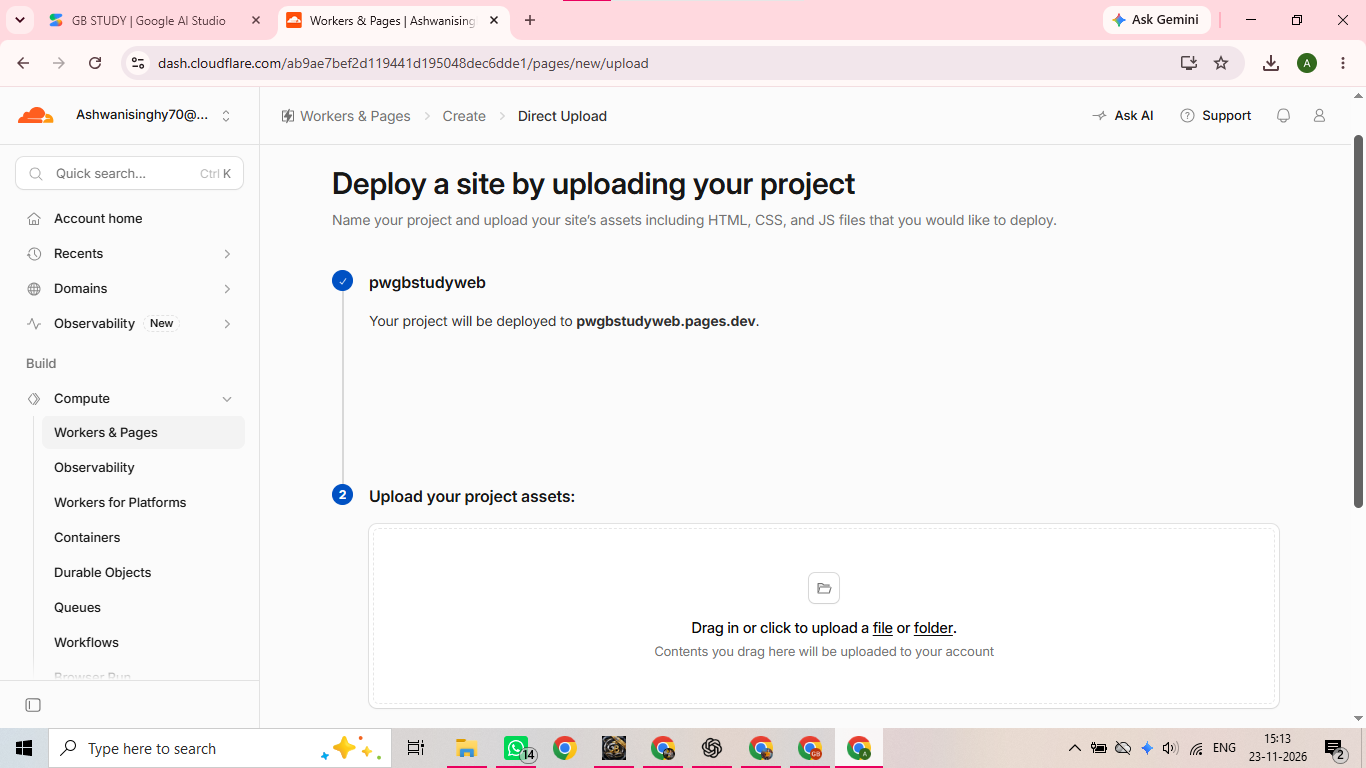 GB STUDY | Google AI Studio
Workers & Pages | Ashwanising
Ask Gemini
dash.cloudflare.com/ab9ae7bef2d119441d195048dec6dde1/pages/new/upload
A
Ashwanisinghy70@...
Workers & Pages
Create
Direct Upload
Ask AI
Support
Quick search...
Ctrl K
Account home
Recents
Domains
Observability
New
Build
Compute
Workers & Pages
Observability
Workers for Platforms
Containers
Durable Objects
Queues
Workflows
Browser Run
Deploy a site by uploading your project
Name your project and upload your site's assets including HTML, CSS, and JS files that you would like to deploy.
pwgbstudyweb
Your project will be deployed to pwgbstudyweb.pages.dev.
2
Upload your project assets:
Drag in or click to upload a file or folder.
Contents you drag here will be uploaded to your account
Type here to search
14
GB
A
ENG
15:13
23-11-2026
2